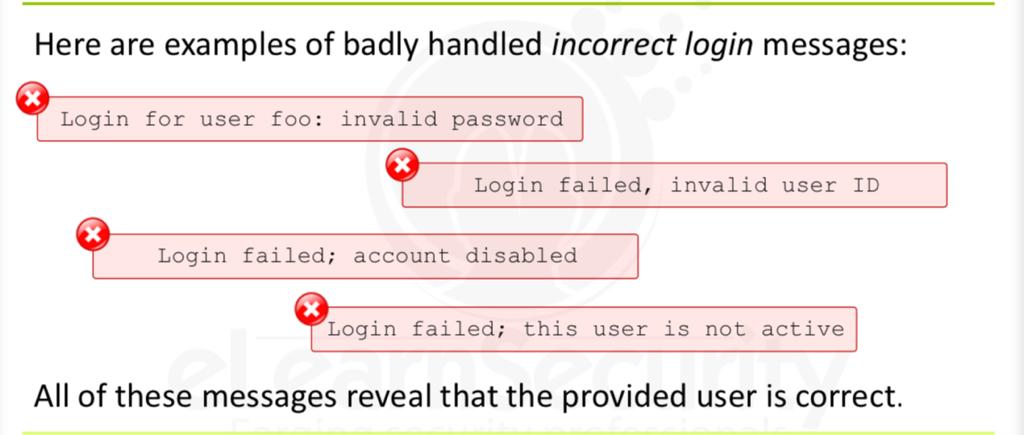 Here are examples of badly handled incorrect login messages:
Login for user foo: invalid password
Login failed, invalid user ID
Login failed; account disabled
Login failed; this user is not active
eLearnSecurity
Forging security professionals
All of these messages reveal that the provided user is correct.